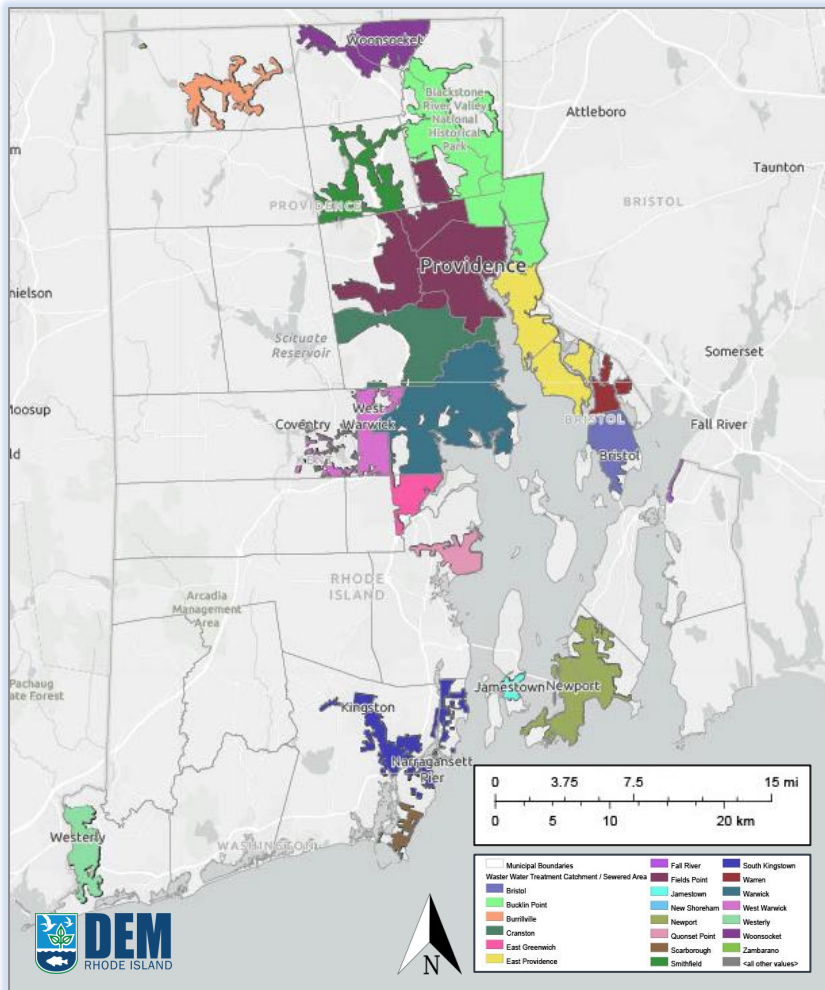 Woonsocket
Blackstone
River Valley
National
Historical
Park
Attleboro
m
Taunton
PROVIDENCE
BRISTOL
Providence
nielson
Scituate
Reservoir
Somerset
Moosup
West
Warwick
Coventry
BRISTOL
Fall River
ld
KENT
Bristol
RHODE
ISLAND
Arcadia
Management
Area
Pachaug
ate Forest
Jamestown
Newport
Kingston
Narragansett
Pier
0 3.75 7.5 15 mi
0 5 10 20 km
Westerly
WASHINGTON
Municipal Boundaries
Waster Water Treatment Catchment / Sewered Area
Bristol
Bucklin Point
Burrillville
Cranston
East Greenwich
East Providence
Fall River
Fields Point
Jamestown
New Shoreham
Newport
Quonset Point
Scarborough
Smithfield
South Kingstown
Warren
Warwick
West Warwick
Westerly
Woonsocket
Zambarano
<all other values>
DEM
RHODE ISLAND
N